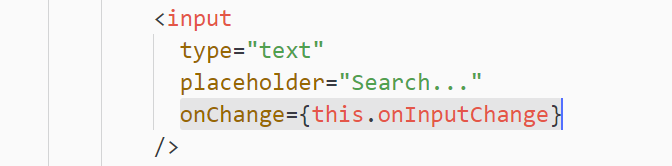 <input
type="text"
placeholder="Search..."
onChange={this.onInputChange}
/>